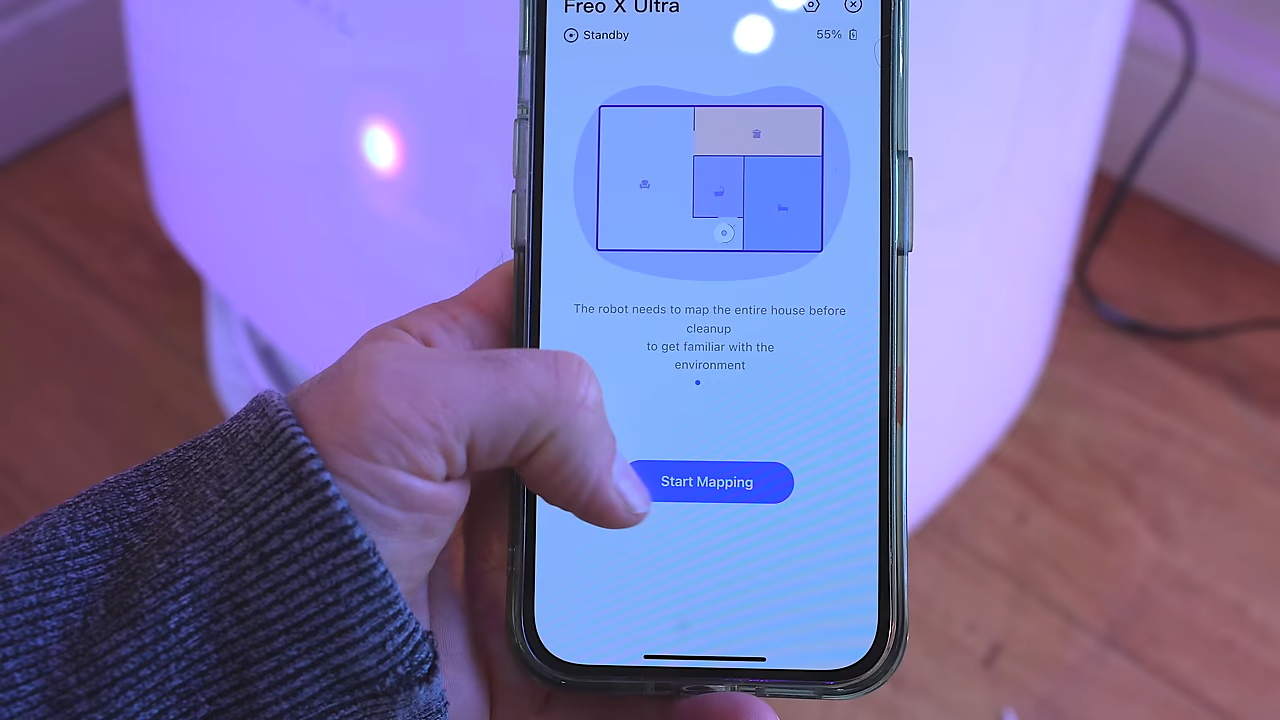 Freo X Ultra
Standby
55%
The robot needs to map the entire house before
cleanup
to get familiar with the
environment
Start Mapping